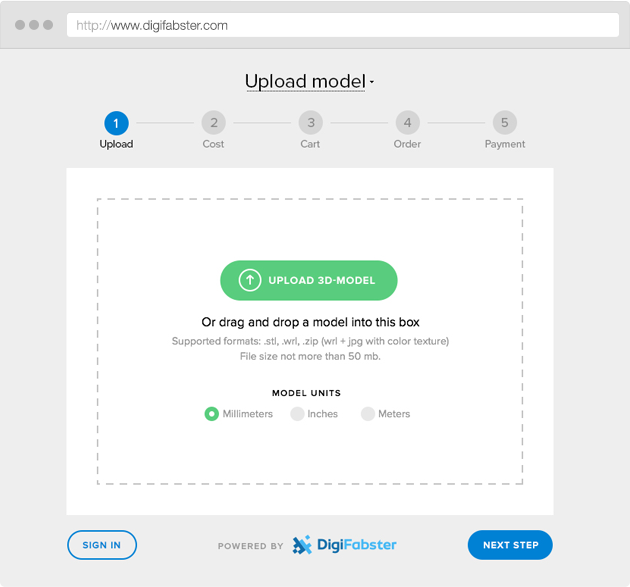 http://www.digifabster.com
Upload model
1 2 3 4 5
Upload Cost Cart Order Payment
UPLOAD 3D-MODEL
Or drag and drop a model into this box
Supported formats: .stl, .wrl, .zip (wrl + jpg with color texture)
File size not more than 50 mb.
MODEL UNITS
Millimeters Inches Meters
SIGN IN POWERED BY DigiFabster NEXT STEP